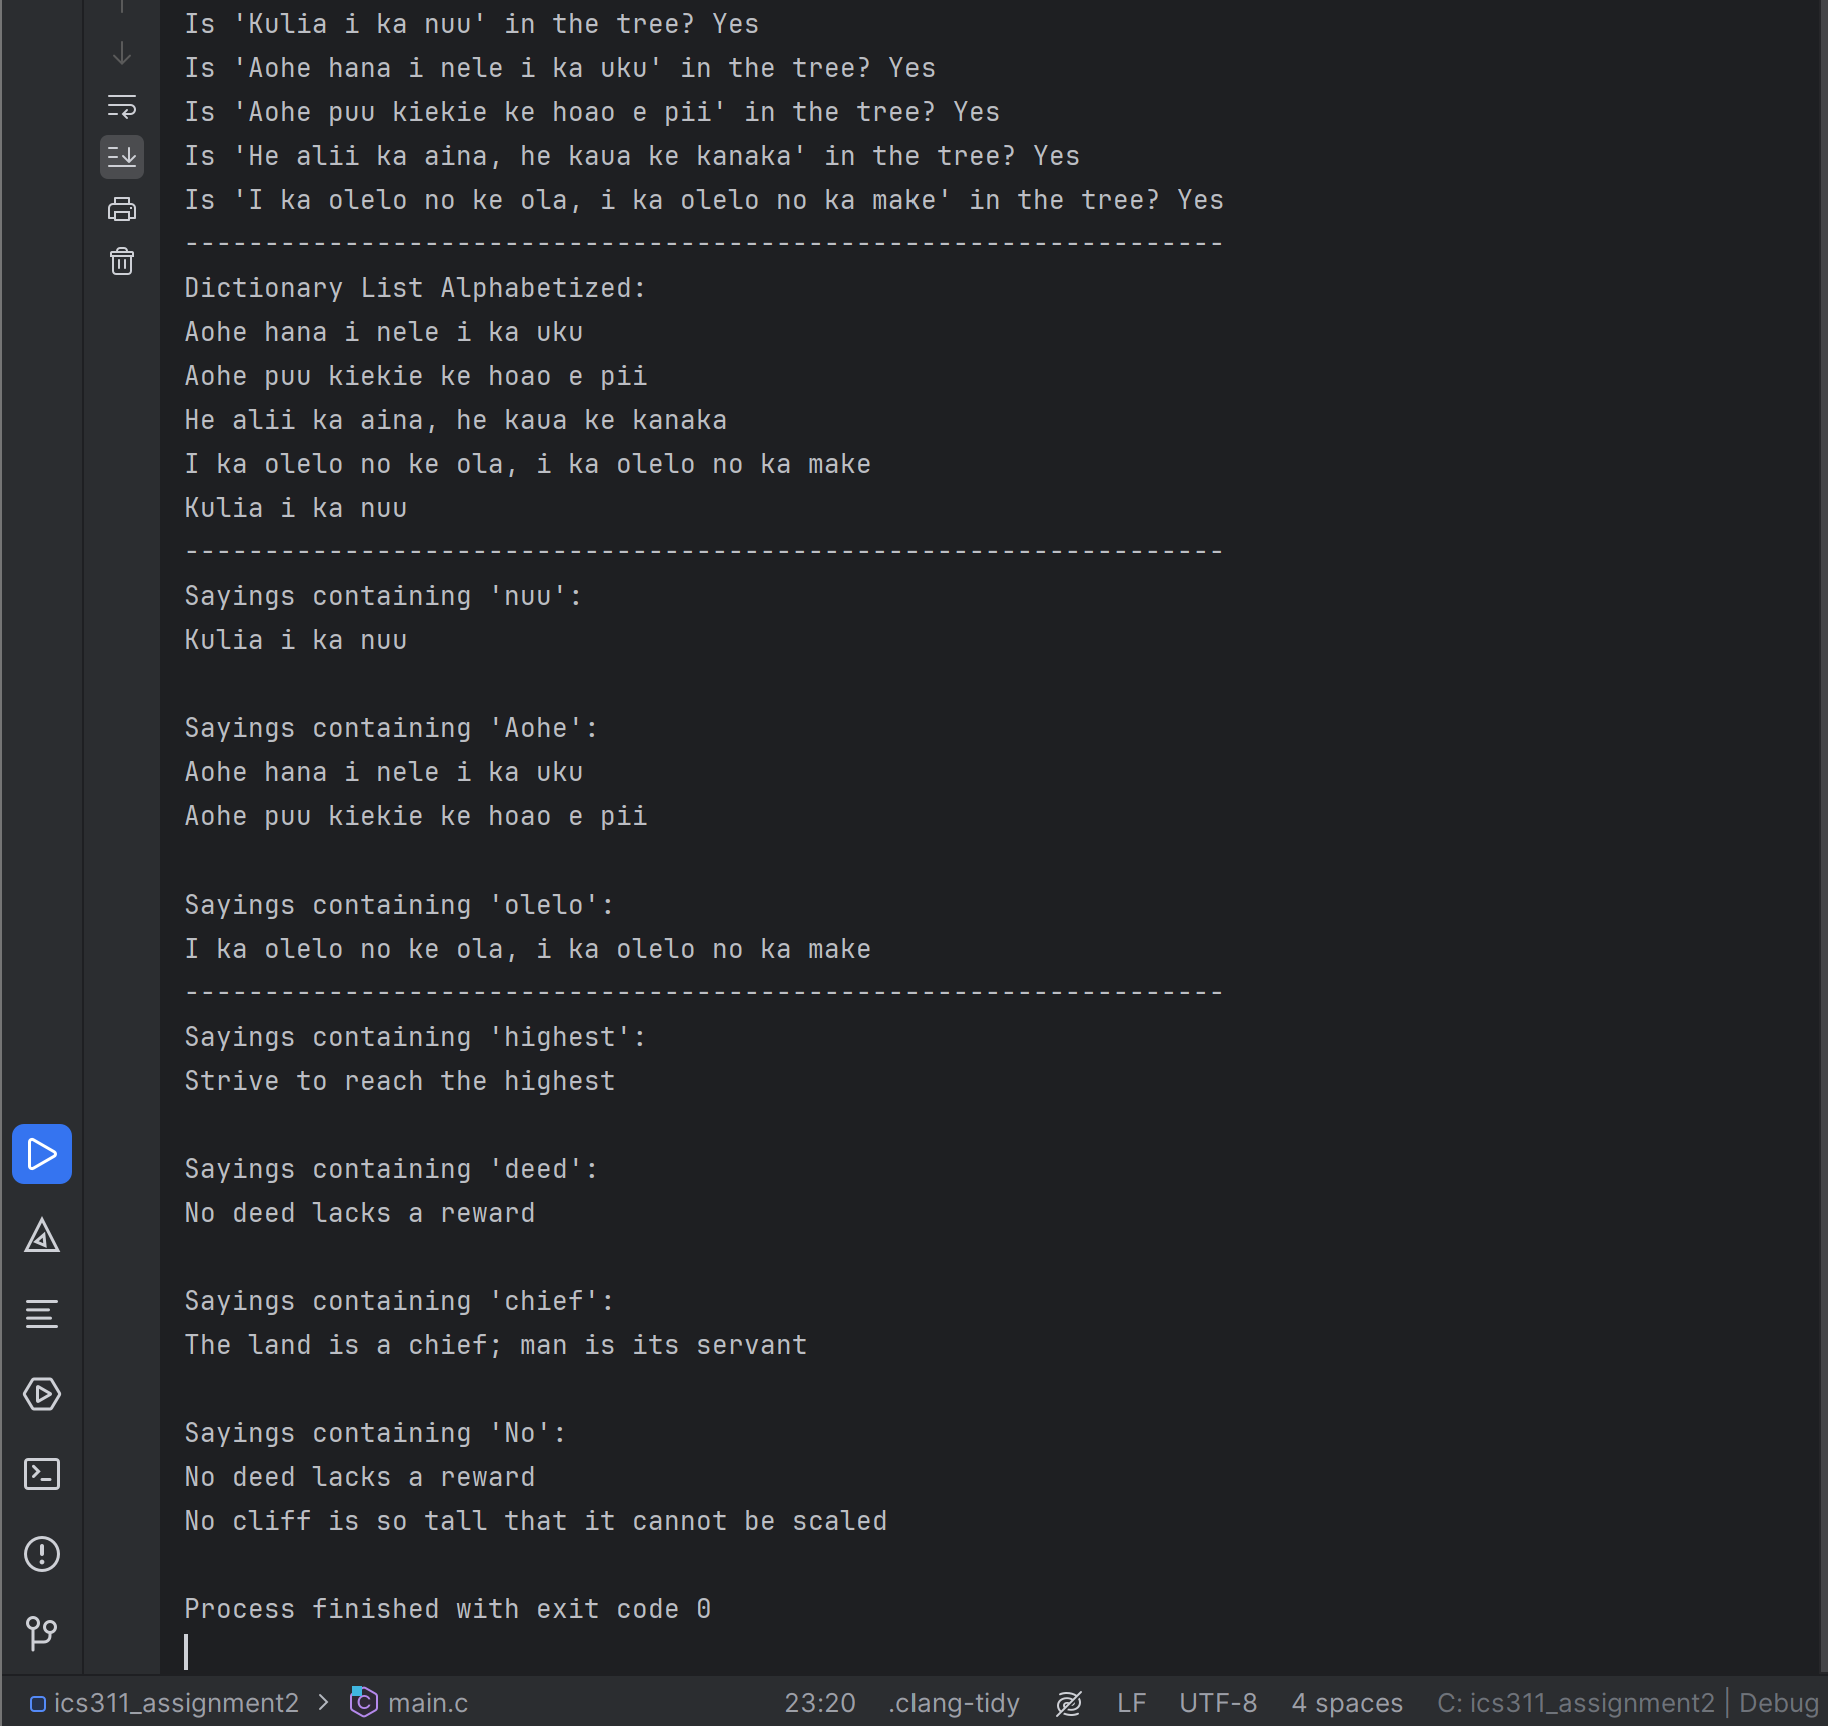 Is 'Kulia i ka nuu' in the tree? Yes
Is 'Aohe hana i nele i ka uku' in the tree? Yes
Is 'Aohe puu kiekie ke hoao e pii' in the tree? Yes
Is 'He alii ka aina, he kaua ke kanaka' in the tree? Yes
Is 'I ka olelo no ke ola, i ka olelo no ka make' in the tree? Yes
-----------------------------------------------------------------
Dictionary List Alphabetized:
Aohe hana i nele i ka uku
Aohe puu kiekie ke hoao e pii
He alii ka aina, he kaua ke kanaka
I ka olelo no ke ola, i ka olelo no ka make
Kulia i ka nuu
-----------------------------------------------------------------
Sayings containing 'nuu':
Kulia i ka nuu

Sayings containing 'Aohe':
Aohe hana i nele i ka uku
Aohe puu kiekie ke hoao e pii

Sayings containing 'olelo':
I ka olelo no ke ola, i ka olelo no ka make
-----------------------------------------------------------------
Sayings containing 'highest':
Strive to reach the highest

Sayings containing 'deed':
No deed lacks a reward

Sayings containing 'chief':
The land is a chief; man is its servant

Sayings containing 'No':
No deed lacks a reward
No cliff is so tall that it cannot be scaled

Process finished with exit code 0
ics311_assignment2 > main.c 23:20 .clang-tidy LF UTF-8 4 spaces C: ics311_assignment2 | Debug